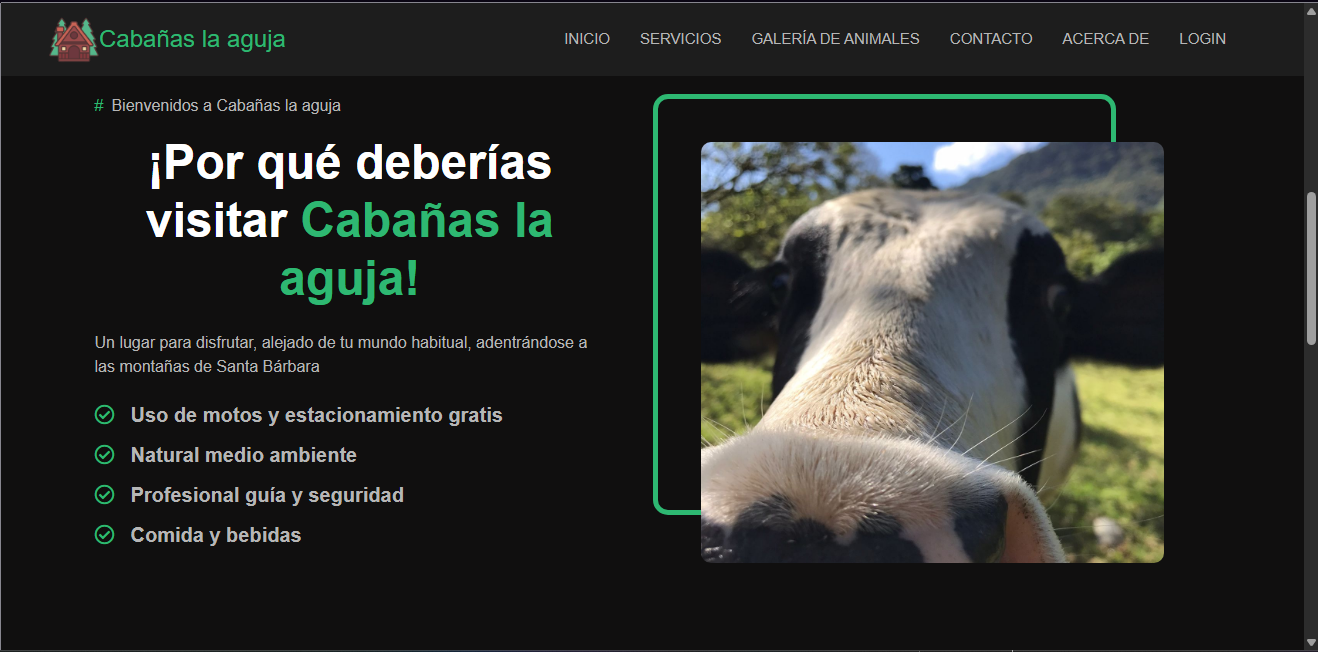 Cabañas la aguja
INICIO
SERVICIOS
GALERÍA DE ANIMALES
CONTACTO
ACERCA DE
LOGIN
# Bienvenidos a Cabañas la aguja
¡Por qué deberías
visitar Cabañas la
aguja!
Un lugar para disfrutar, alejado de tu mundo habitual, adentrándose a
las montañas de Santa Bárbara
Uso de motos y estacionamiento gratis
Natural medio ambiente
Profesional guía y seguridad
Comida y bebidas